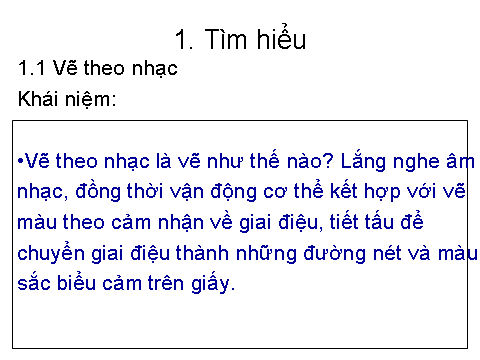 1. Tìm hiểu
1.1 Vẽ theo nhạc
Khái niệm:
•Vẽ theo nhạc là vẽ như thế nào? Lắng nghe âm
nhạc, đồng thời vận động cơ thể kết hợp với vẽ
màu theo cảm nhận về giai điệu, tiết tấu để
chuyển giai điệu thành những đường nét và màu
sắc biểu cảm trên giấy.